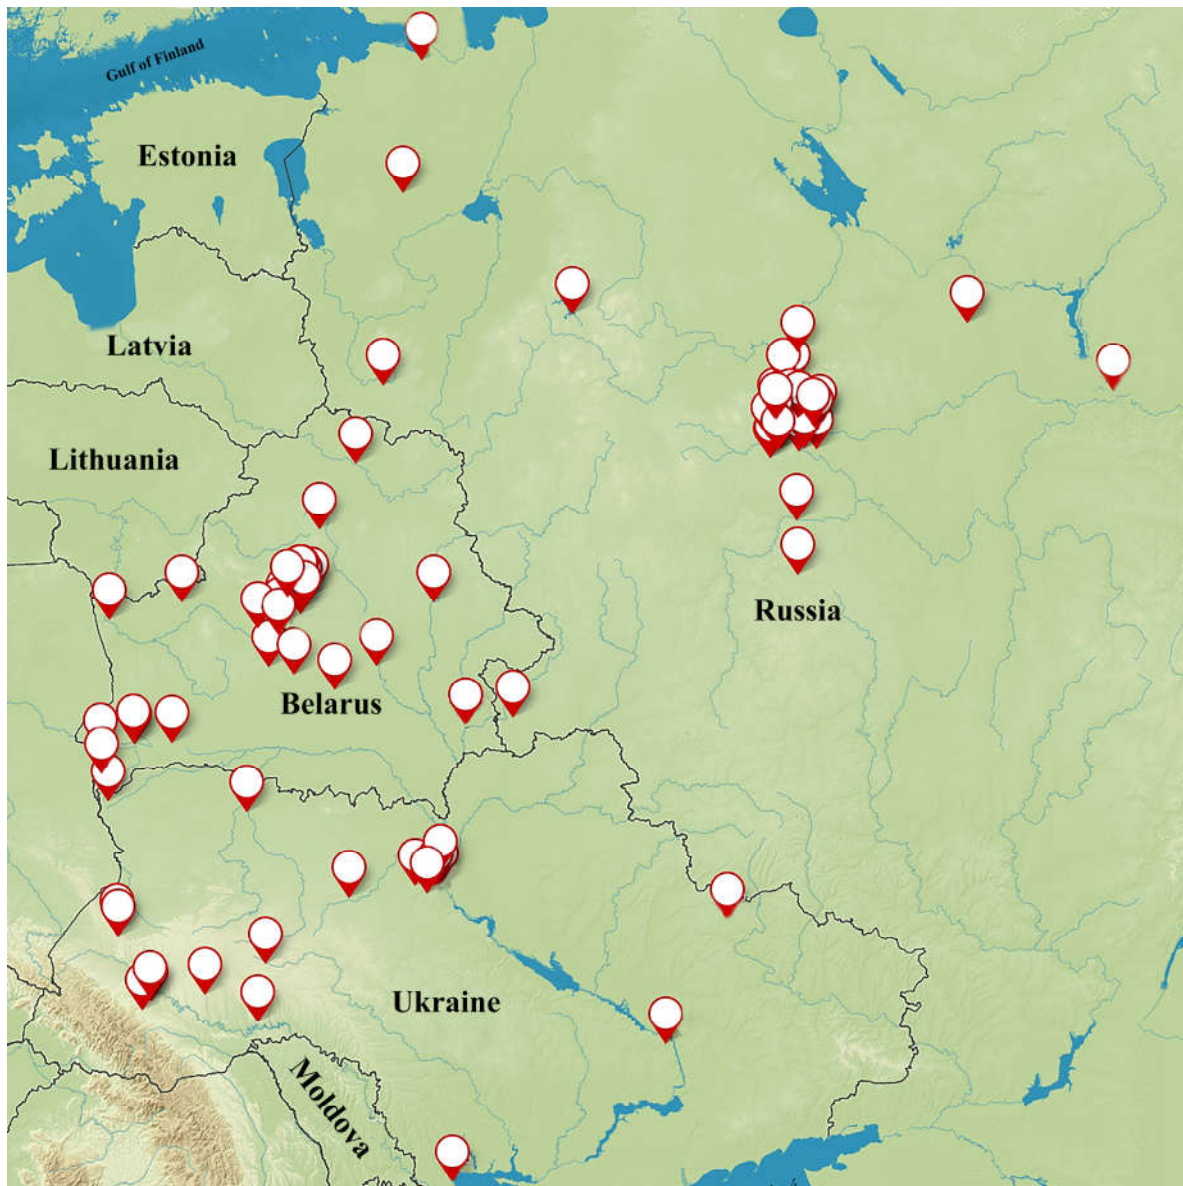 Gulf of Finland
Estonia
Latvia
Lithuania
Russia
Belarus
Ukraine
Moldova